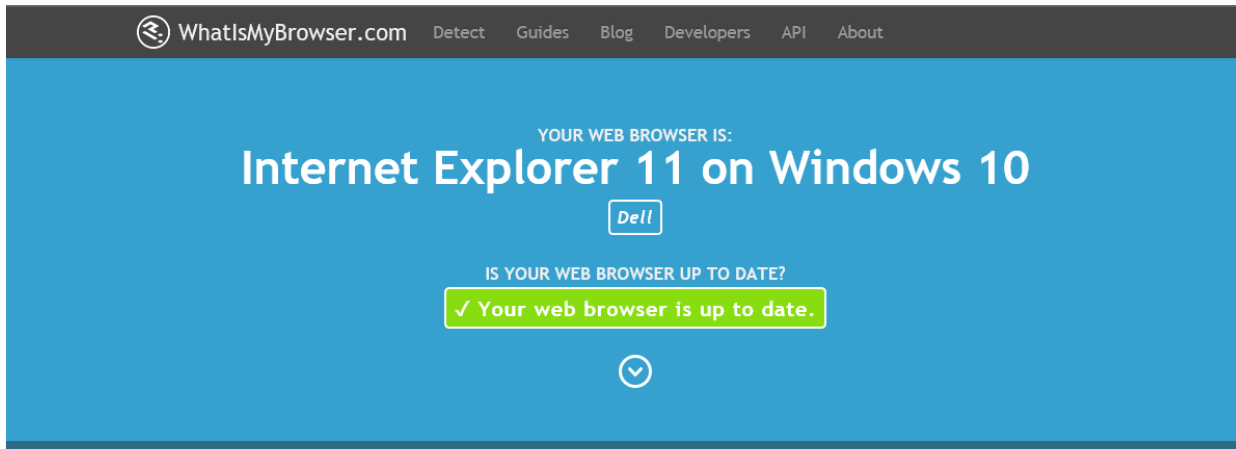 WhatIsMyBrowser.com Detect Guides Blog Developers API About
YOUR WEB BROWSER IS:
Internet Explorer 11 on Windows 10
Dell
IS YOUR WEB BROWSER UP TO DATE?
✓ Your web browser is up to date.